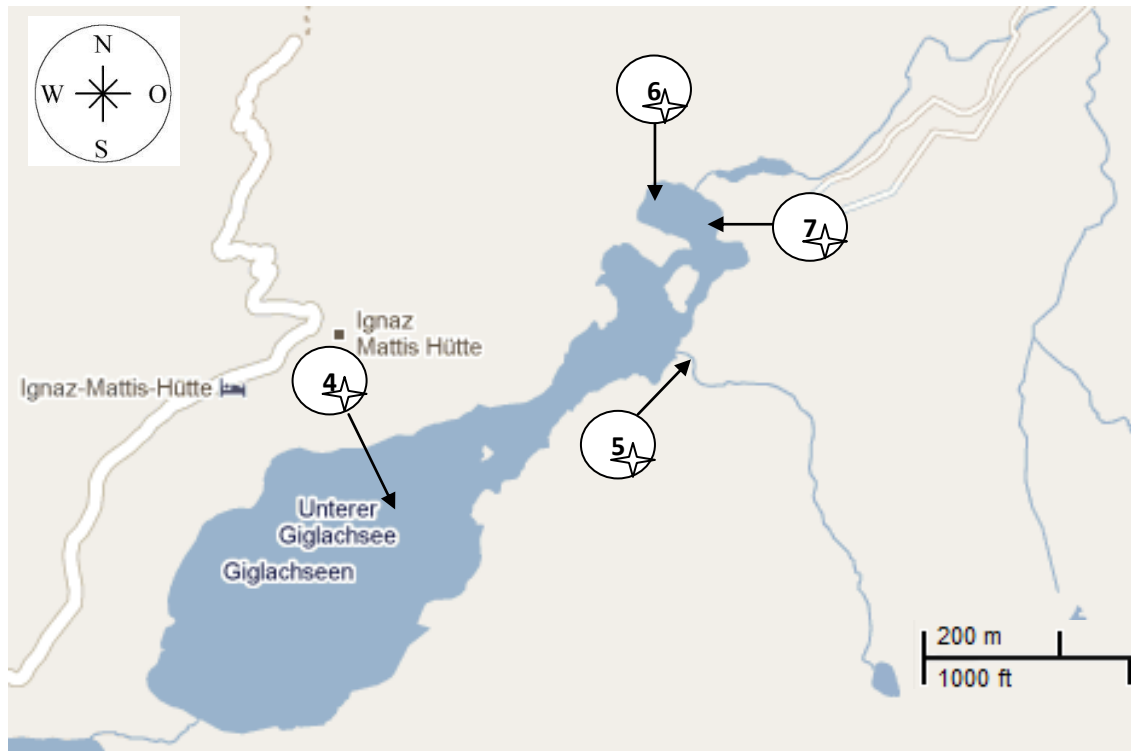 N
W O
S
6
7
Ignaz
Mattis Hütte
Ignaz-Mattis-Hütte
4
5
Unterer
Giglachsee
Giglachseen
200 m
1000 ft